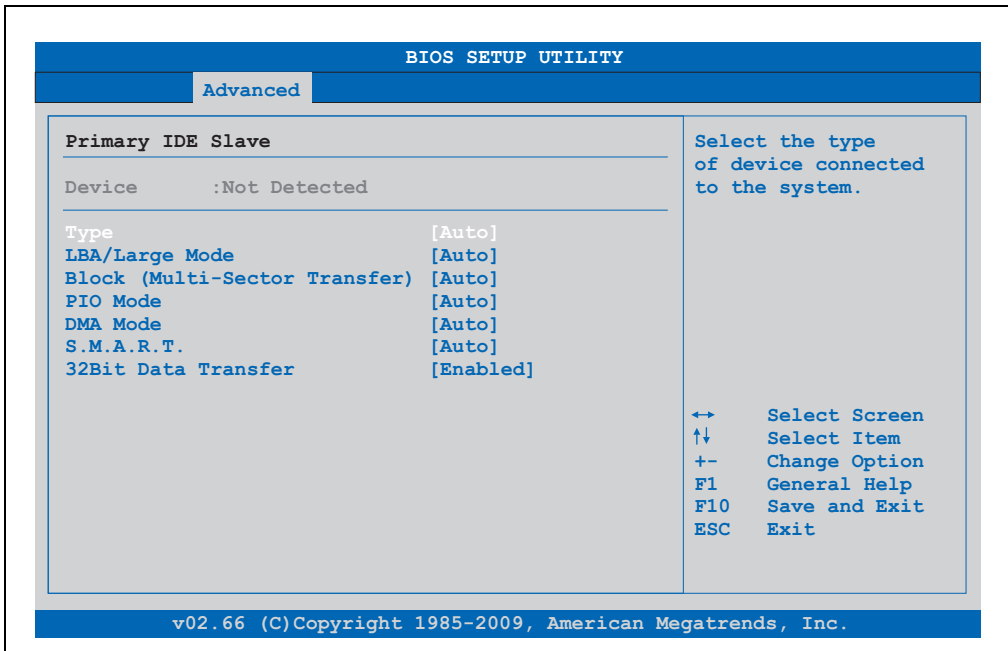 BIOS SETUP UTILITY
Advanced
Primary IDE Slave
Device :Not Detected
Type [Auto]
LBA/Large Mode [Auto]
Block (Multi-Sector Transfer) [Auto]
PIO Mode [Auto]
DMA Mode [Auto]
S.M.A.R.T. [Auto]
32Bit Data Transfer [Enabled]
Select the type
of device connected
to the system.
↔ Select Screen
↑↓ Select Item
+- Change Option
F1 General Help
F10 Save and Exit
ESC Exit
v02.66 (C)Copyright 1985-2009, American Megatrends, Inc.